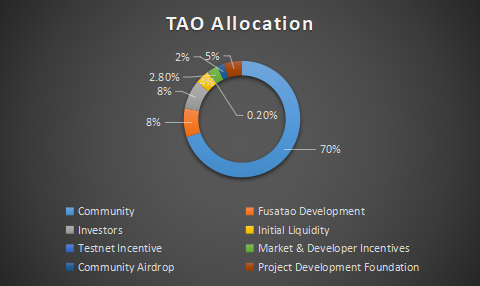 TAO Allocation
2%
5%
2.80%
8%
4%
0.20%
8%
70%
Community
Fusatao Development
Investors
Initial Liquidity
Testnet Incentive
Market & Developer Incentives
Community Airdrop
Project Development Foundation